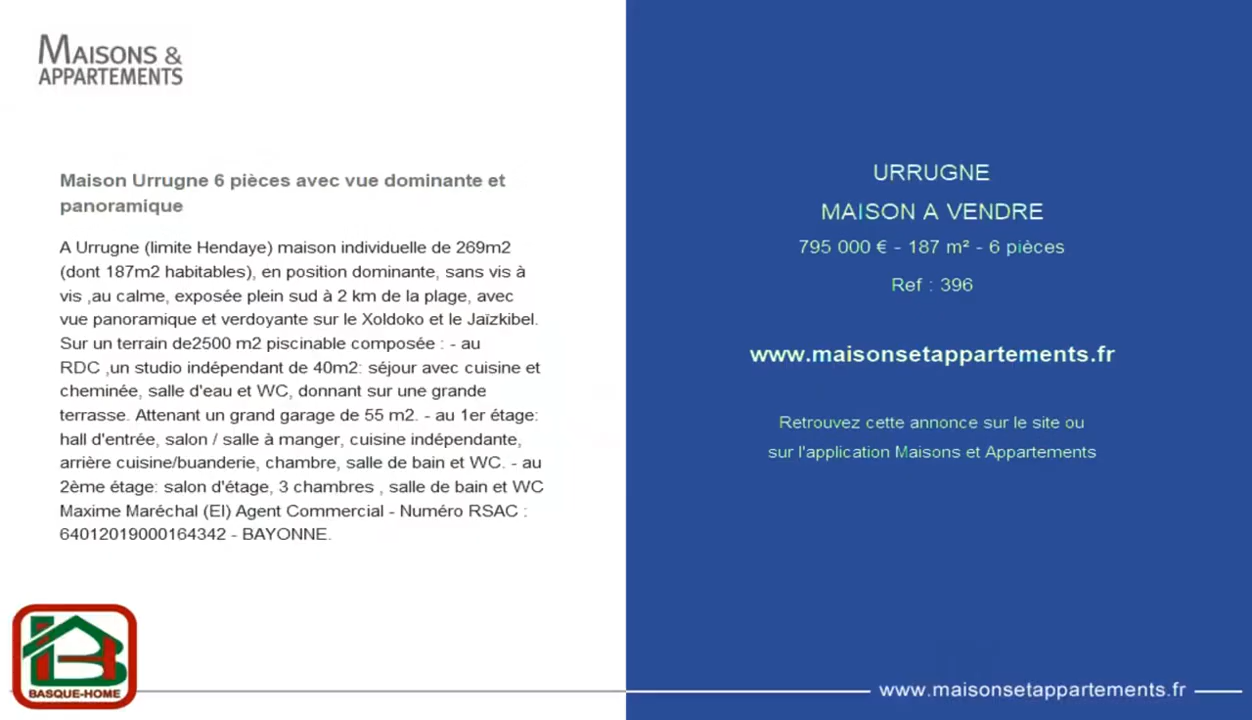 MAISONS &
APPARTEMENTS
Maison Urrugne 6 pièces avec vue dominante et
panoramique
A Urrugne (limite Hendaye) maison individuelle de 269m2
(dont 187m2 habitables), en position dominante, sans vis à
vis ,au calme, exposée plein sud à 2 km de la plage, avec
vue panoramique et verdoyante sur le Xoldoko et le Jaïzkibel.
Sur un terrain de2500 m2 piscinable composée : - au
RDC ,un studio indépendant de 40m2: séjour avec cuisine et
cheminée, salle d'eau et WC, donnant sur une grande
terrasse. Attenant un grand garage de 55 m2. - au 1er étage:
hall d'entrée, salon / salle à manger, cuisine indépendante,
arrière cuisine/buanderie, chambre, salle de bain et WC. - au
2ème étage: salon d'étage, 3 chambres , salle de bain et WC
Maxime Maréchal (EI) Agent Commercial - Numéro RSAC :
64012019000164342 - BAYONNE.
BASQUE-HOME
URRUGNE
MAISON A VENDRE
795 000 € - 187 m² - 6 pièces
Ref : 396
www.maisonsetappartements.fr
Retrouvez cette annonce sur le site ou
sur l'application Maisons et Appartements
www.maisonsetappartements.fr